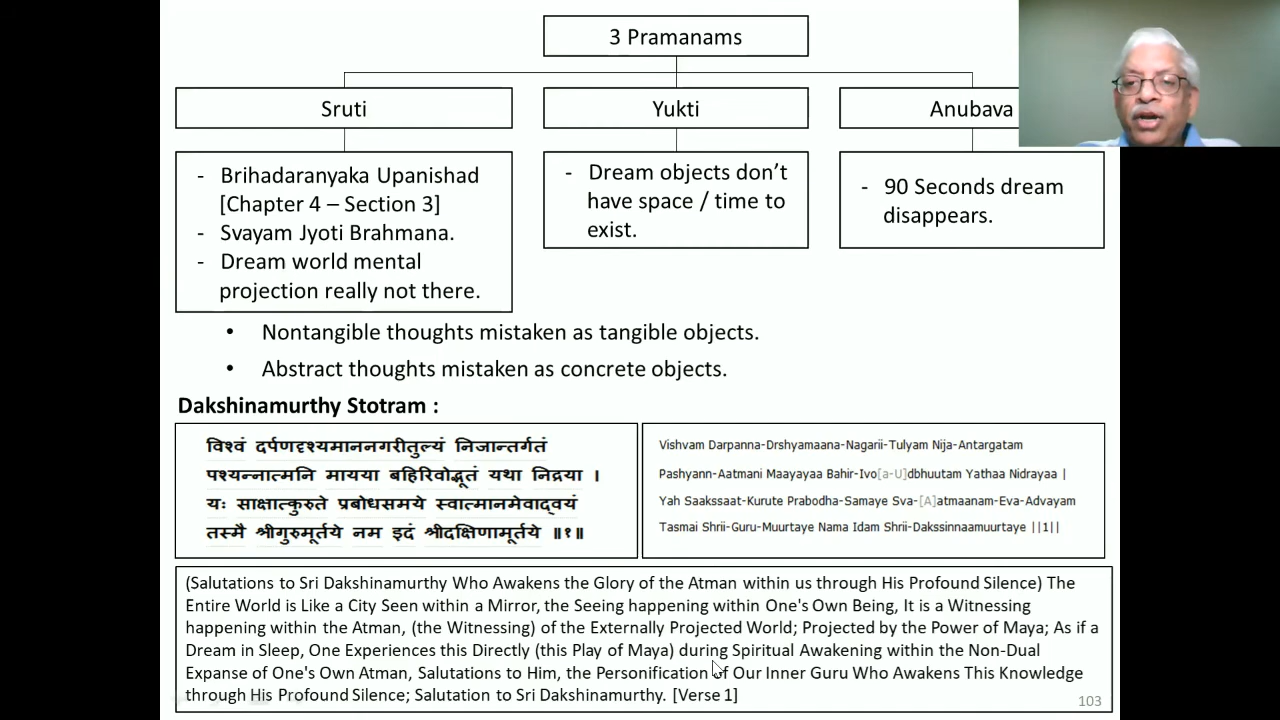 3 Pramanams
Sruti
Yukti
Anubava
- Brihadaranyaka Upanishad
[Chapter 4 – Section 3]
- Svayam Jyoti Brahmana.
- Dream world mental
projection really not there.
- Dream objects don’t
have space / time to
exist.
- 90 Seconds dream
disappears.
• Nontangible thoughts mistaken as tangible objects.
• Abstract thoughts mistaken as concrete objects.
Dakshinamurthy Stotram :
विश्वं दर्पणदृश्यमाननगरीतुल्यं निजान्तर्गतं
पश्यन्नात्मनि मायया बहिरिवोद्भूतं यथा निद्रया ।
यः साक्षात्कुरुते प्रबोधसमये स्वात्मानमेवाद्वयं
तस्मै श्रीगुरुमूर्तये नम इदं श्रीदक्षिणामूर्तये ॥१॥
Vishvam Darpanna-Drshyamaana-Nagarii-Tulyam Nija-Antargatam
Pashyann-Aatmani Maayayaa Bahir-Ivo[a-U]dbhuutam Yathaa Nidrayaa |
Yah Saakssaat-Kurute Prabodha-Samaye Sva-[A]atmaanam-Eva-Advayam
Tasmai Shrii-Guru-Muurtaye Nama Idam Shrii-Dakssinnaamuurtaye ||1||
(Salutations to Sri Dakshinamurthy Who Awakens the Glory of the Atman within us through His Profound Silence) The
Entire World is Like a City Seen within a Mirror, the Seeing happening within One's Own Being, It is a Witnessing
happening within the Atman, (the Witnessing) of the Externally Projected World; Projected by the Power of Maya; As if a
Dream in Sleep, One Experiences this Directly (this Play of Maya) during Spiritual Awakening within the Non-Dual
Expanse of One's Own Atman, Salutations to Him, the Personification of Our Inner Guru Who Awakens This Knowledge
through His Profound Silence; Salutation to Sri Dakshinamurthy. [Verse 1]
103